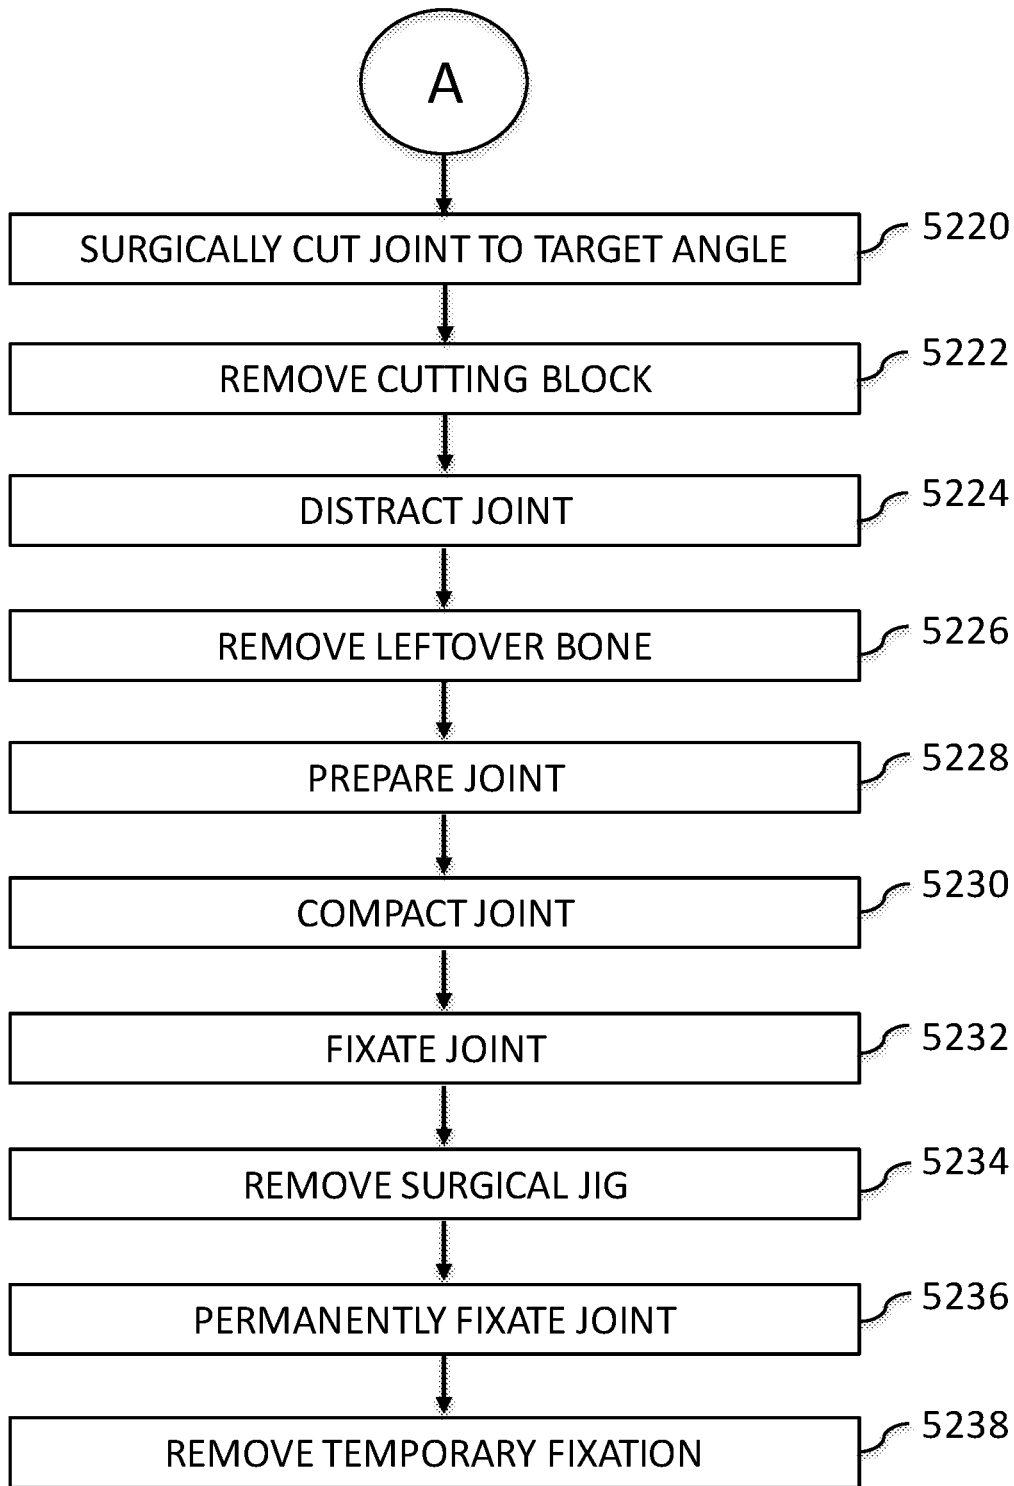 A
SURGICALLY CUT JOINT TO TARGET ANGLE 5220
REMOVE CUTTING BLOCK 5222
DISTRACT JOINT 5224
REMOVE LEFTOVER BONE 5226
PREPARE JOINT 5228
COMPACT JOINT 5230
FIXATE JOINT 5232
REMOVE SURGICAL JIG 5234
PERMANENTLY FIXATE JOINT 5236
REMOVE TEMPORARY FIXATION 5238